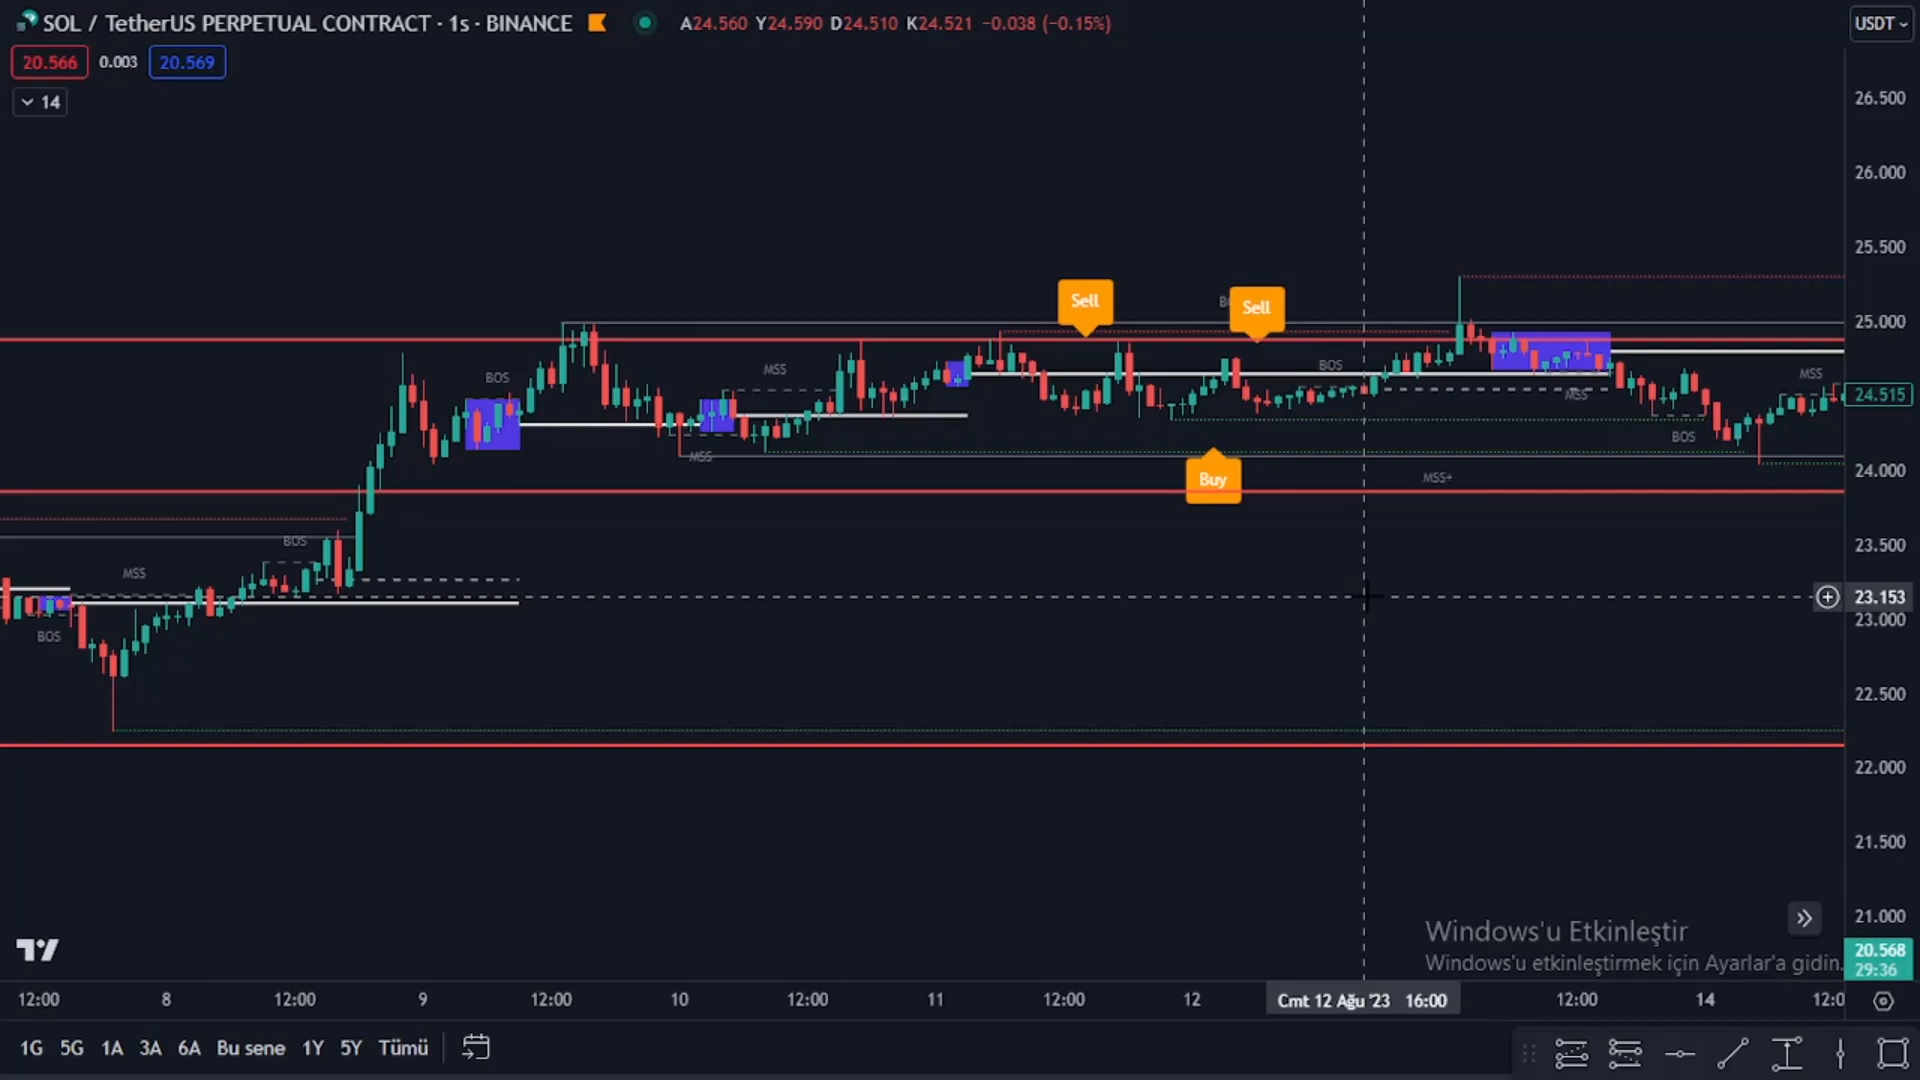 SOL / TetherUS PERPETUAL CONTRACT · 1s · BINANCE A24.560 Y24.590 D24.510 K24.521 −0.038 (−0.15%) USDT
20.566 0.003 20.569
14
26.500
26.000
25.500
Sell
Sell
25.000
BOS
MSS
BOS
MSS
MSS
24.515
BOS
MSS
24.000
MSS+
Buy
23.500
BOS
MSS
23.153
23.000
BOS
22.500
22.000
21.500
21.000
Windows'u Etkinleştir
Windows'u etkinleştirmek için Ayarlar'a gidin.
20.568
29:36
12:00 8 12:00 9 12:00 10 12:00 11 12:00 12 Cmt 12 Ağu '23 16:00 12:00 14
1G 5G 1A 3A 6A Bu sene 1Y 5Y Tümü